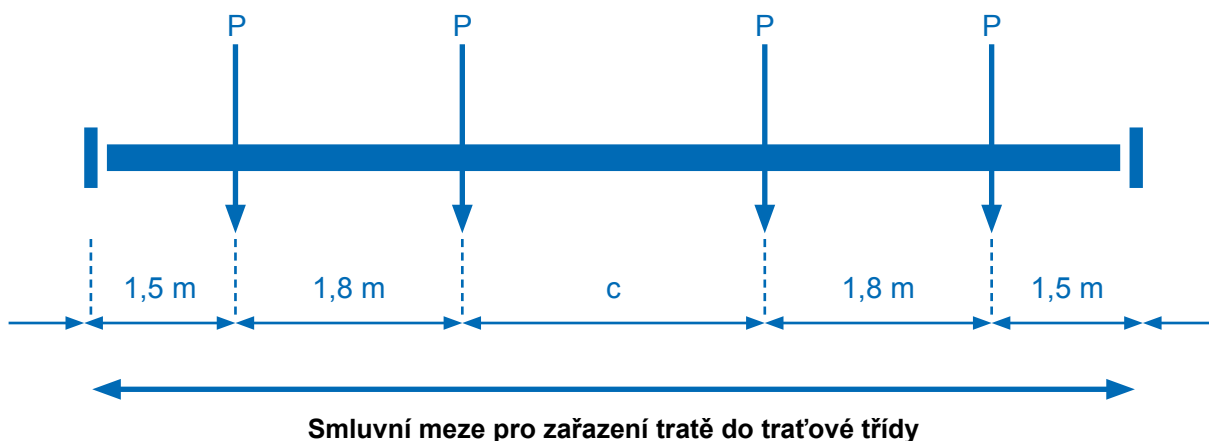 P P P P
1,5 m 1,8 m c 1,8 m 1,5 m
Smluvní meze pro zařazení tratě do traťové třídy